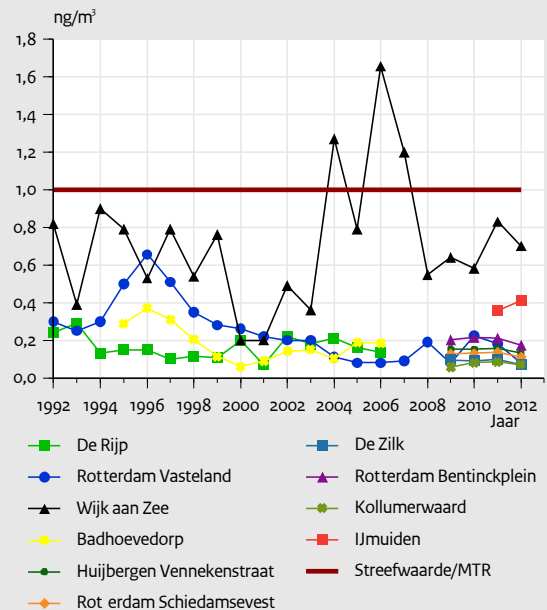 ng/m³
1,8
1,6
1,4
1,2
1,0
0,8
0,6
0,4
0,2
0,0
1992 1994 1996 1998 2000 2002 2004 2006 2008 2010 2012
Jaar
De Rijp
Rotterdam Vasteland
Wijk aan Zee
Badhoevedorp
Huijbergen Vennekenstraat
Rot erdam Schiedamsevest
De Zilk
Rotterdam Bentinckplein
Kollumerwaard
IJmuiden
Streefwaarde/MTR